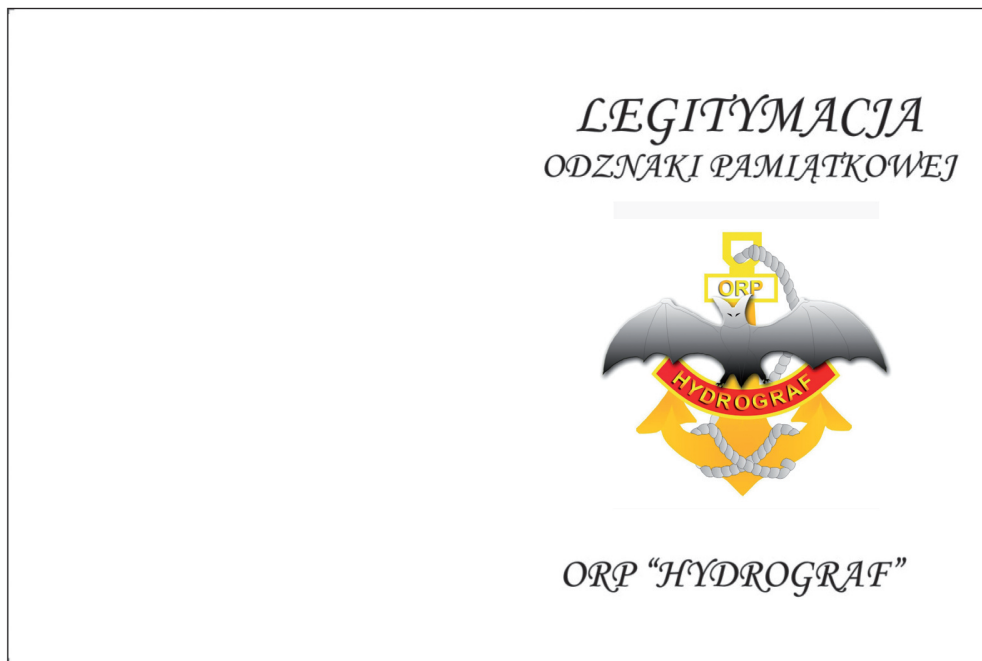 LEGITYMACJA
ODZNAKI PAMIĄTKOWEJ
ORP
HYDROGRAF
ORP “HYDROGRAF”